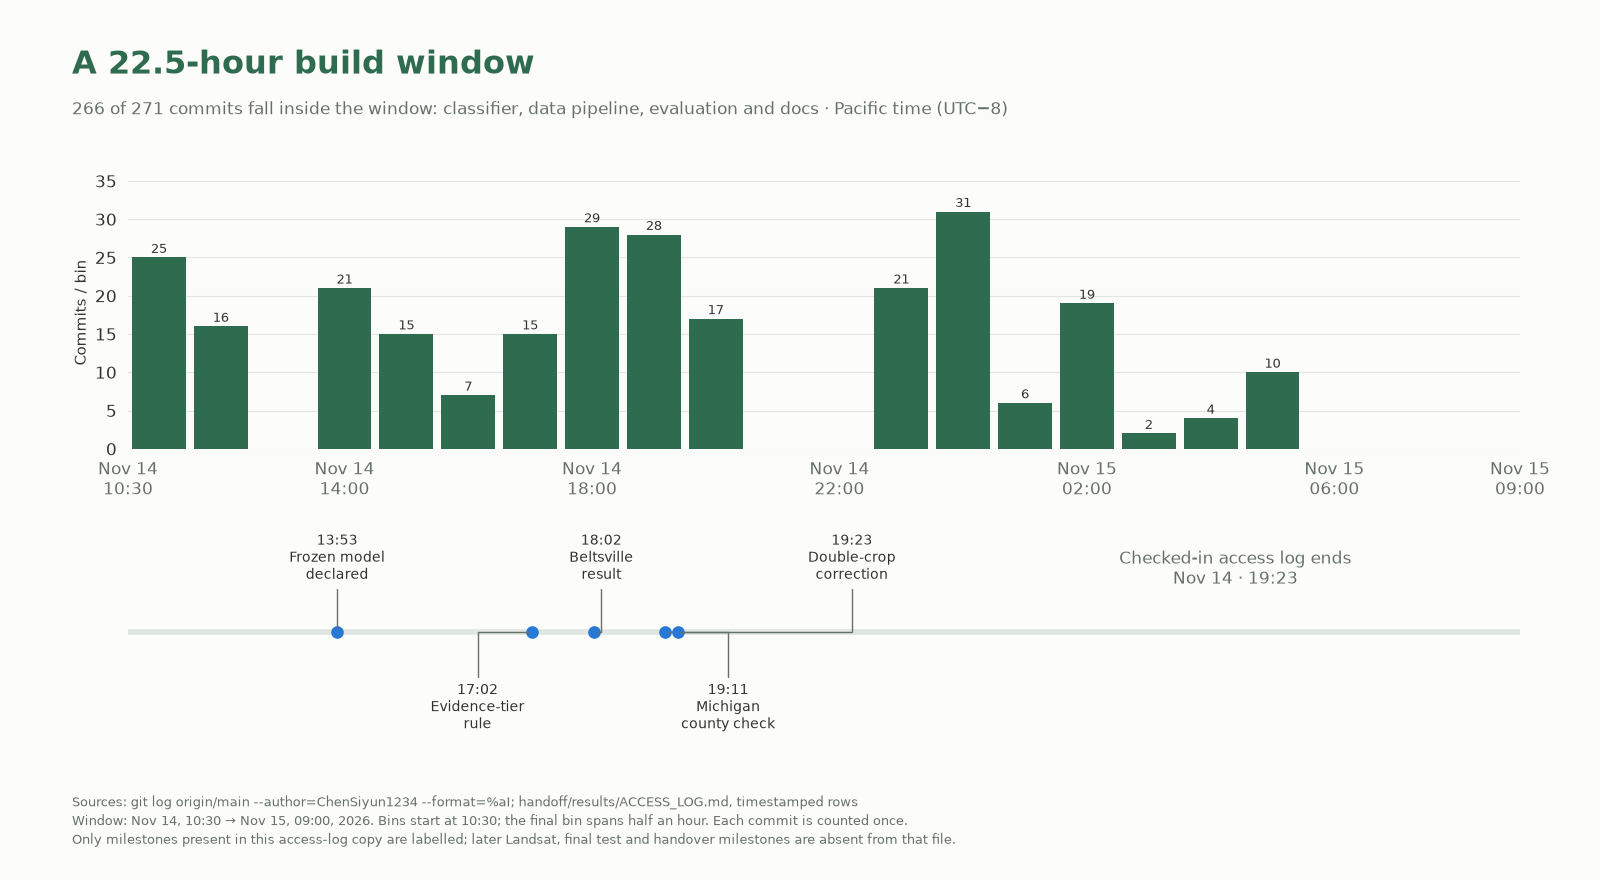 A 22.5-hour build window
266 of 271 commits fall inside the window: classifier, data pipeline, evaluation and docs · Pacific time (UTC−8)
Commits / bin
35
30
25
20
15
10
5
0
25
16
21
15
7
15
29
28
17
21
31
6
19
2
4
10
Nov 14
10:30
Nov 14
14:00
Nov 14
18:00
Nov 14
22:00
Nov 15
02:00
Nov 15
06:00
Nov 15
09:00
13:53
Frozen model
declared
18:02
Beltsville
result
19:23
Double-crop
correction
Checked-in access log ends
Nov 14 · 19:23
17:02
Evidence-tier
rule
19:11
Michigan
county check
Sources: git log origin/main --author=ChenSiyun1234 --format=%aI; handoff/results/ACCESS_LOG.md, timestamped rows
Window: Nov 14, 10:30 → Nov 15, 09:00, 2026. Bins start at 10:30; the final bin spans half an hour. Each commit is counted once.
Only milestones present in this access-log copy are labelled; later Landsat, final test and handover milestones are absent from that file.